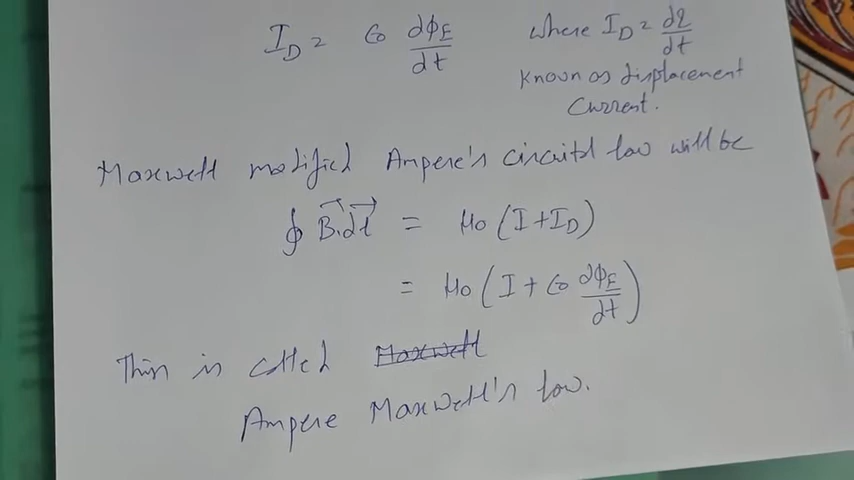 I_D = ϵ₀ dϕ_E/dt where I_D = dq/dt
known as displacement
current.
Maxwell modified Ampere's circuital law will be
∮ B⃗.dl⃗ = μ₀ (I + I_D)
= μ₀ (I + ϵ₀ dϕ_E/dt)
This is called
Ampere Maxwell's law.